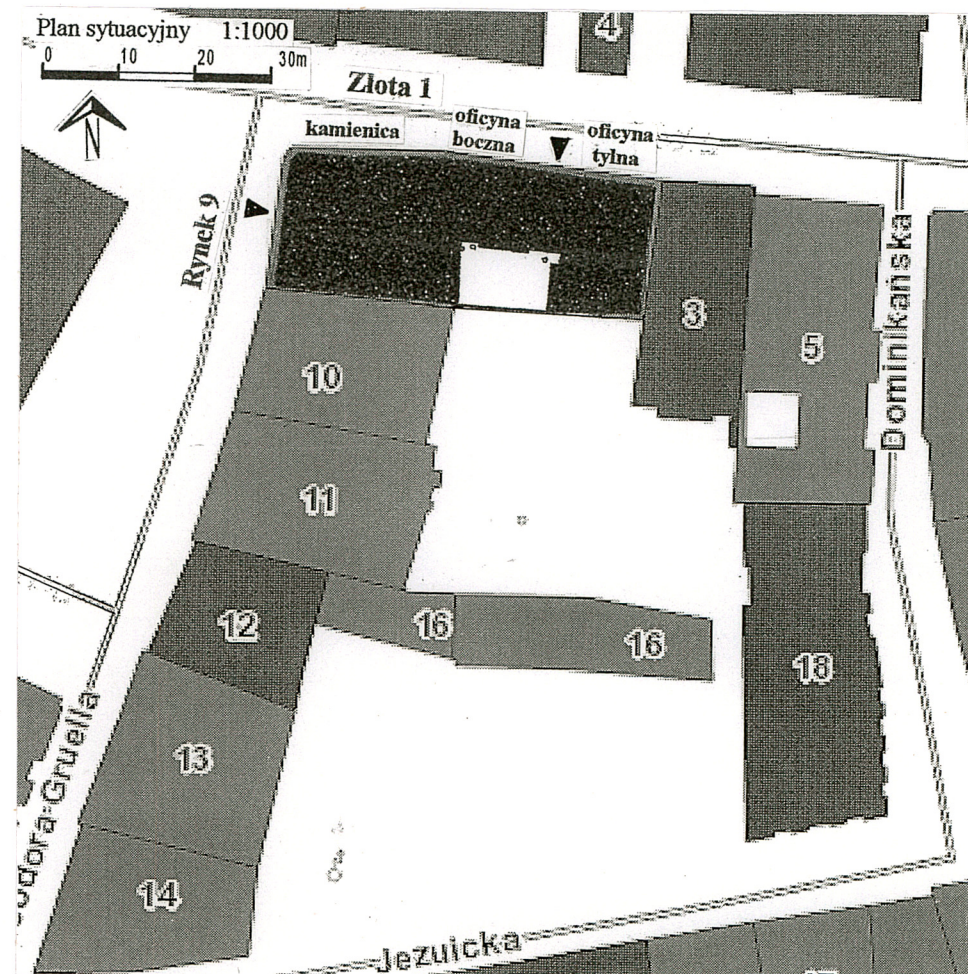 Plan sytuacyjny 1:1000
0 10 20 30m
N
4
Złota 1
kamienica
oficyna
boczna
oficyna
tylna
Rynek 9
3
5
Dominikańska
10
11
12
16
16
18
13
14
Gruella
Jezuicka